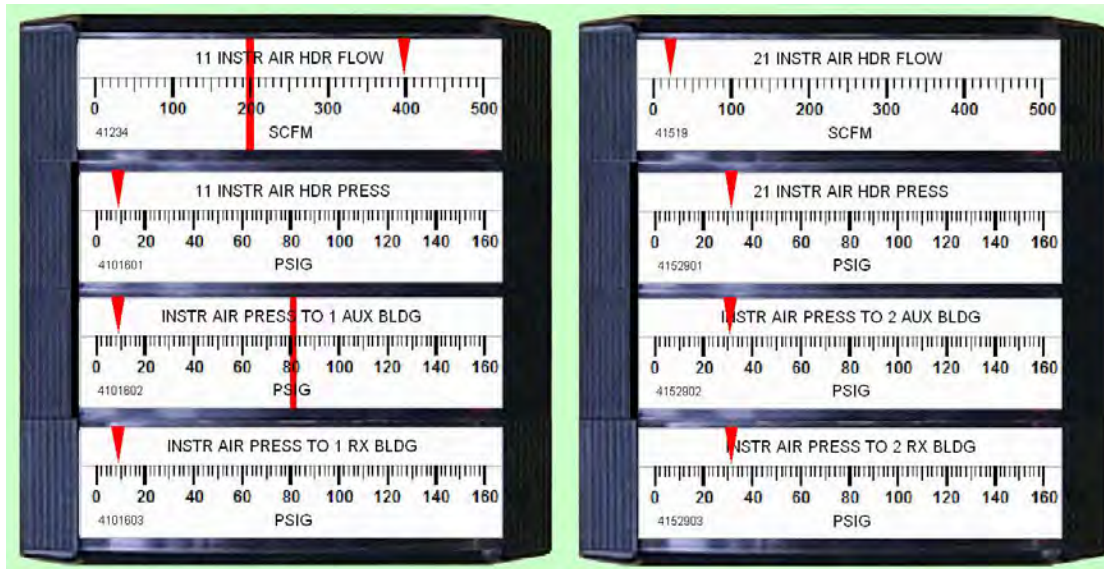 11 INSTR AIR HDR FLOW
0 100 200 300 400 500
41234 SCFM
11 INSTR AIR HDR PRESS
0 20 40 60 80 100 120 140 160
4101601 PSIG
INSTR AIR PRESS TO 1 AUX BLDG
0 20 40 60 80 100 120 140 160
4101602 PSIG
INSTR AIR PRESS TO 1 RX BLDG
0 20 40 60 80 100 120 140 160
4101603 PSIG
21 INSTR AIR HDR FLOW
0 100 200 300 400 500
41519 SCFM
21 INSTR AIR HDR PRESS
0 20 40 60 80 100 120 140 160
4152901 PSIG
INSTR AIR PRESS TO 2 AUX BLDG
0 20 40 60 80 100 120 140 160
4152902 PSIG
INSTR AIR PRESS TO 2 RX BLDG
0 20 40 60 80 100 120 140 160
4152903 PSIG